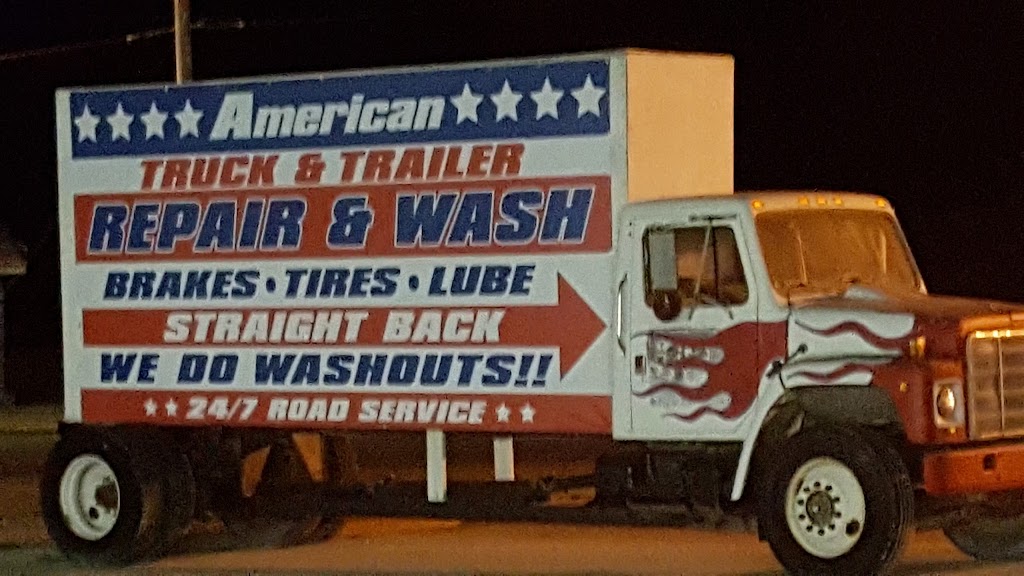 American
TRUCK & TRAILER
REPAIR & WASH
BRAKES • TIRES • LUBE
STRAIGHT BACK
WE DO WASHOUTS!!
24/7 ROAD SERVICE